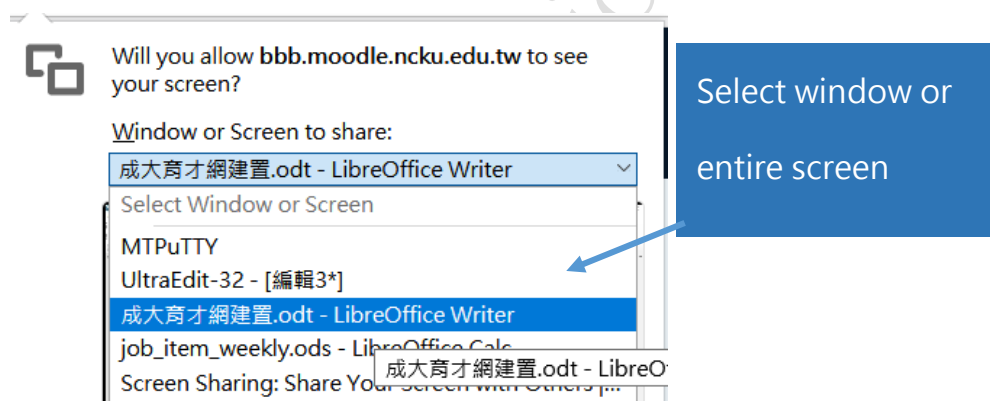 Will you allow bbb.moodle.ncku.edu.tw to see
your screen?
Window or Screen to share:
成大育才網建置.odt - LibreOffice Writer
Select Window or Screen
MTPuTTY
UltraEdit-32 - [編輯3*]
成大育才網建置.odt - LibreOffice Writer
job_item_weekly.ods - LibreOffice Calc
成大育才網建置.odt - LibreO
Screen Sharing: Share Your Screen with Others |...
Select window or
entire screen